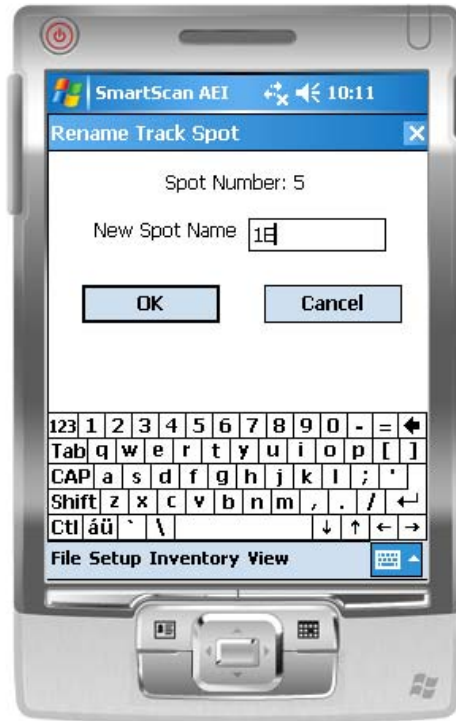 SmartScan AEI 10:11
Rename Track Spot
Spot Number: 5
New Spot Name 1E
OK Cancel
123 1 2 3 4 5 6 7 8 9 0 - =
Tab q w e r t y u i o p [ ]
CAP a s d f g h j k l ; '
Shift z x c v b n m , . /
Ctl áü ` \
File Setup Inventory View